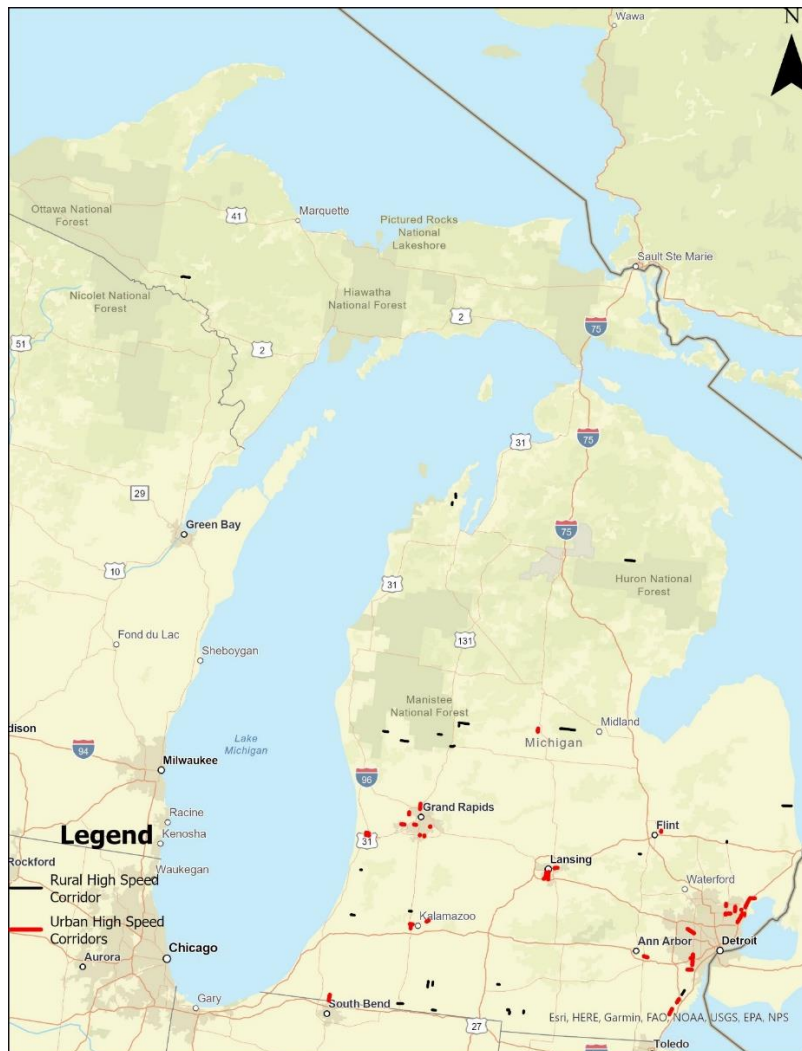 Wawa
N
Ottawa National
Forest
41
Marquette
Pictured Rocks
National
Lakeshore
Sault Ste Marie
Nicolet National
Forest
Hiawatha
National Forest
2
75
51
2
31
75
29
Green Bay
75
10
31
Huron National
Forest
Fond du Lac
Sheboygan
131
Manistee
National Forest
dison
94
Lake
Michigan
Michigan
Midland
Milwaukee
96
Racine
Grand Rapids
Legend
Kenosha
31
Flint
Rockford
Waukegan
Lansing
Waterford
Rural High Speed
Corridor
Urban High Speed
Corridors
Kalamazoo
Chicago
Ann Arbor
Detroit
Aurora
Gary
South Bend
27
Esri, HERE, Garmin, FAO, NOAA, USGS, EPA, NPS
Toledo